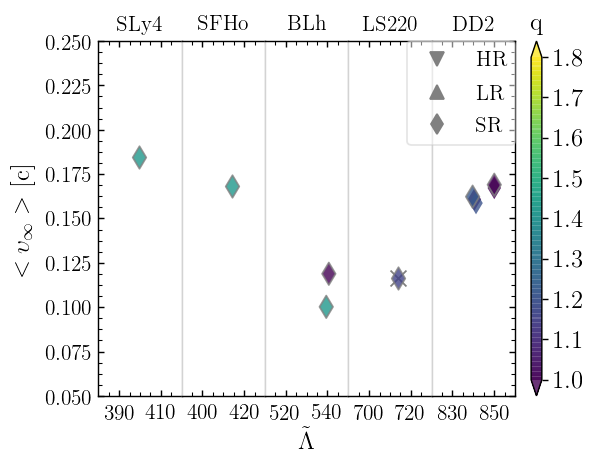 SLy4 SFHo BLh LS220 DD2 q
HR
LR
SR
0.250
0.225
0.200
0.175
0.150
0.125
0.100
0.075
0.050
< v∞ > [c]
390 410 400 420 520 540 700 720 830 850
Λ̃
1.8
1.7
1.6
1.5
1.4
1.3
1.2
1.1
1.0